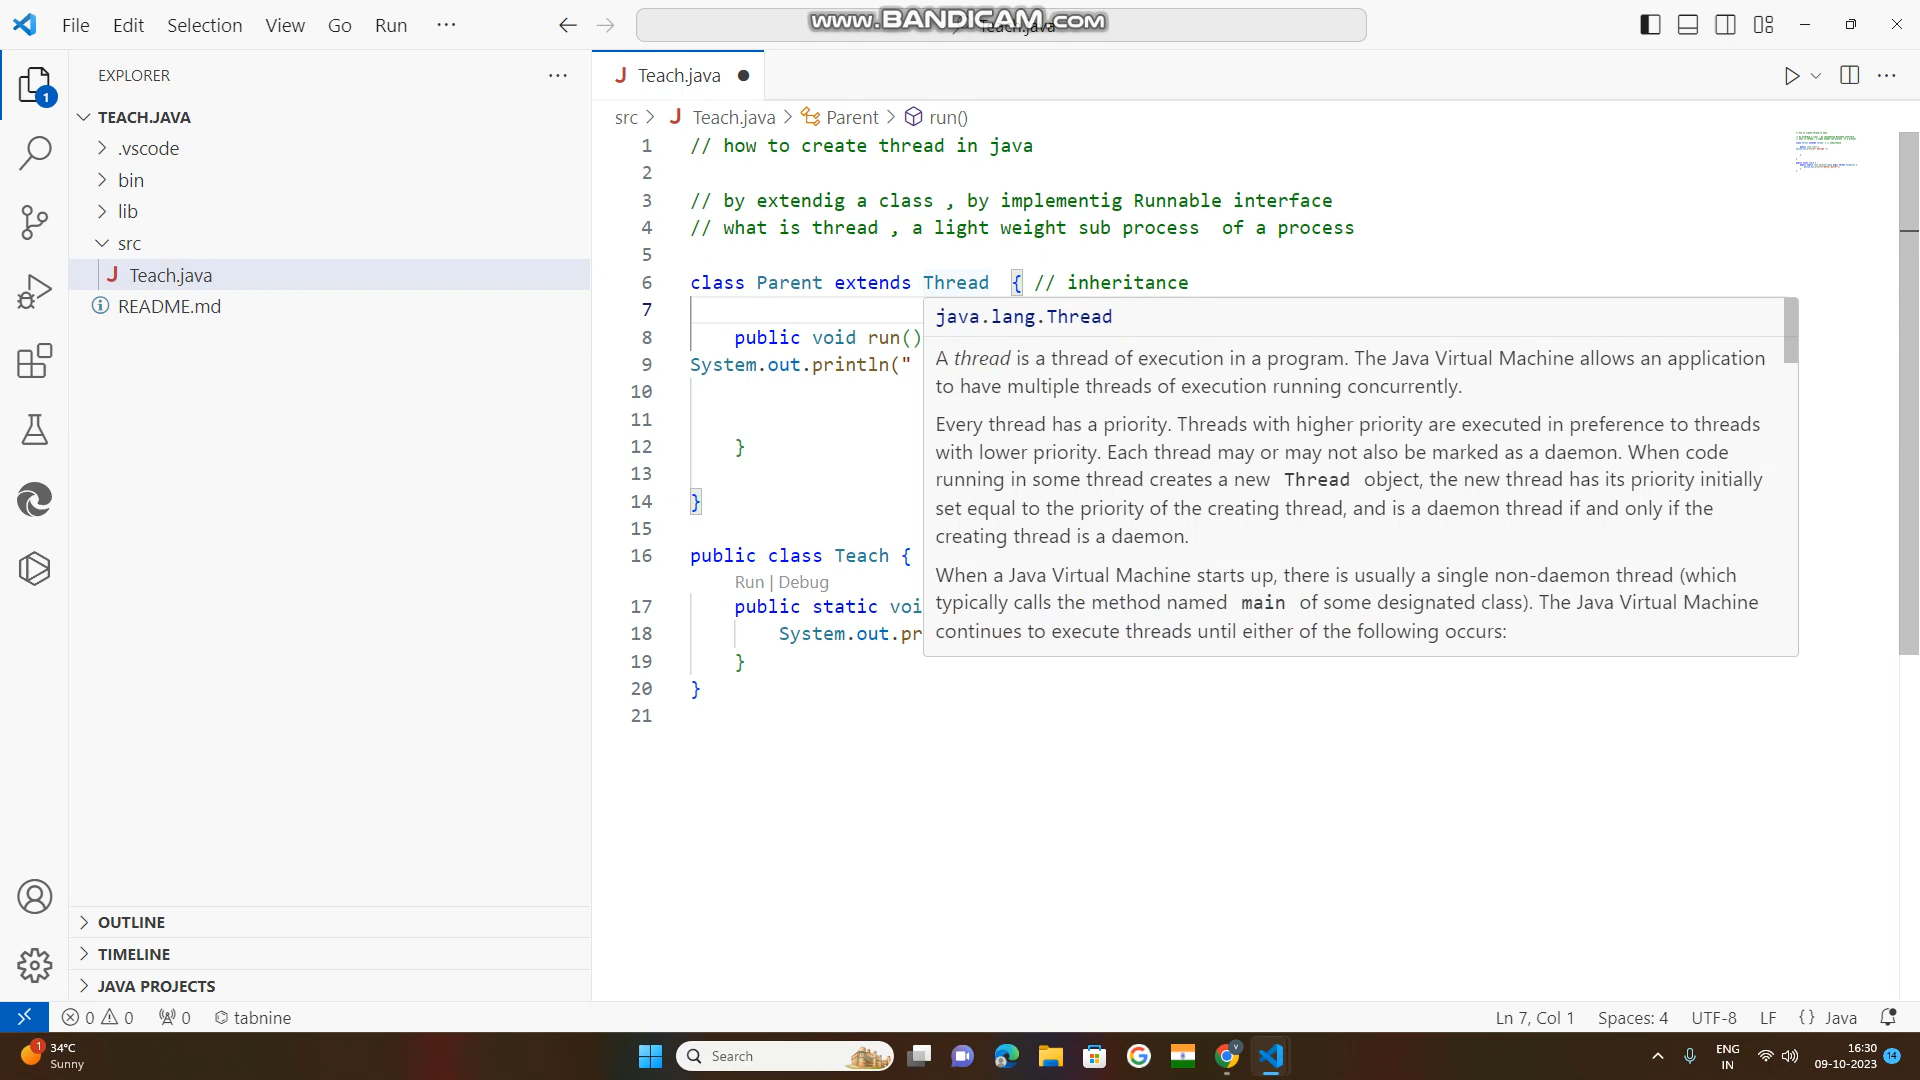 File Edit Selection View Go Run ···
www.BANDICAM.com
Teach.java
EXPLORER
TEACH.JAVA
.vscode
bin
lib
src
Teach.java
README.md
OUTLINE
TIMELINE
JAVA PROJECTS
1
J Teach.java
src > J Teach.java > Parent > run()
1 // how to create thread in java
2
3 // by extendig a class , by implementig Runnable interface
4 // what is thread , a light weight sub process  of a process
5
6 class Parent extends Thread  { // inheritance
7
8 public void run()
9 System.out.println("
10
11
12 }
13
14 }
15
16 public class Teach {
Run | Debug
17 public static voi
18 System.out.pr
19 }
20 }
21
java.lang.Thread
A thread is a thread of execution in a program. The Java Virtual Machine allows an application
to have multiple threads of execution running concurrently.
Every thread has a priority. Threads with higher priority are executed in preference to threads
with lower priority. Each thread may or may not also be marked as a daemon. When code
running in some thread creates a new Thread object, the new thread has its priority initially
set equal to the priority of the creating thread, and is a daemon thread if and only if the
creating thread is a daemon.
When a Java Virtual Machine starts up, there is usually a single non-daemon thread (which
typically calls the method named main of some designated class). The Java Virtual Machine
continues to execute threads until either of the following occurs:
0 0 0 tabnine
Ln 7, Col 1 Spaces: 4 UTF-8 LF {} Java
1 34°C
Sunny
Search
ENG
IN
16:30
09-10-2023
14